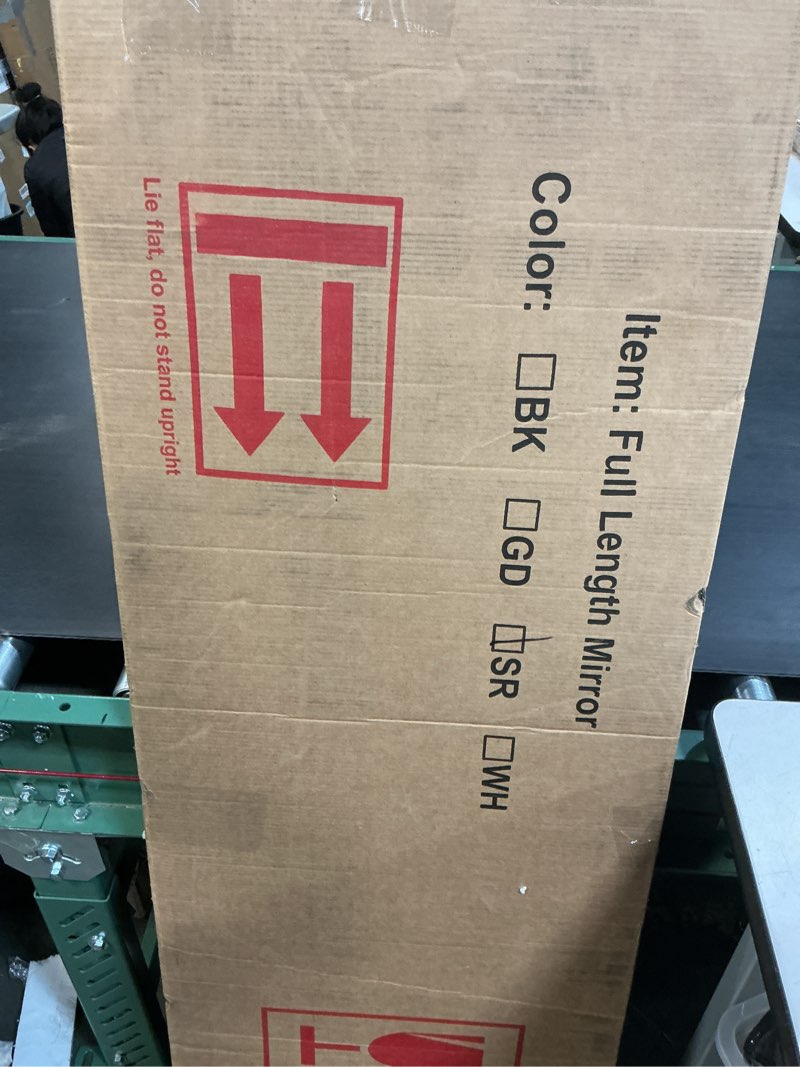 Item: Full Length Mirror
Color: ☐BK ☐GD ☑SR ☐WH
Lie flat, do not stand upright